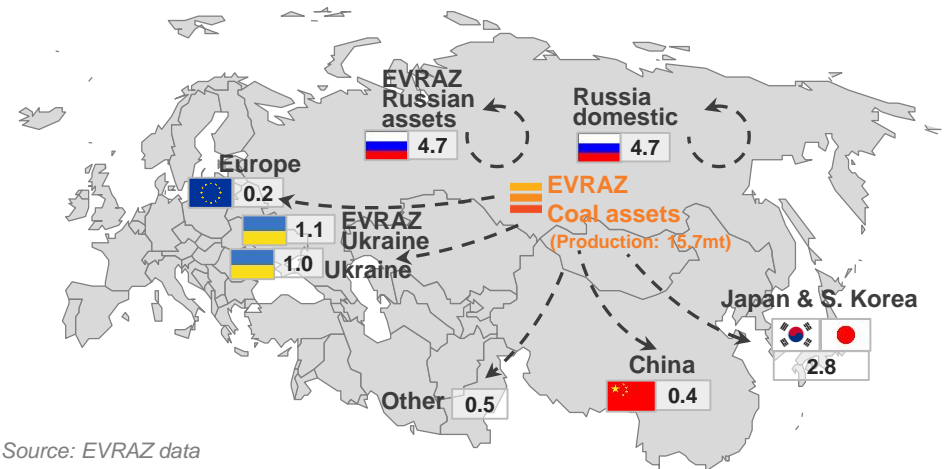 EVRAZ
Russian
assets
4.7
Russia
domestic
4.7
Europe
0.2
EVRAZ
Coal assets
(Production: 15.7mt)
1.1
EVRAZ
Ukraine
1.0
Ukraine
Japan & S. Korea
2.8
China
0.4
Other
0.5
Source: EVRAZ data